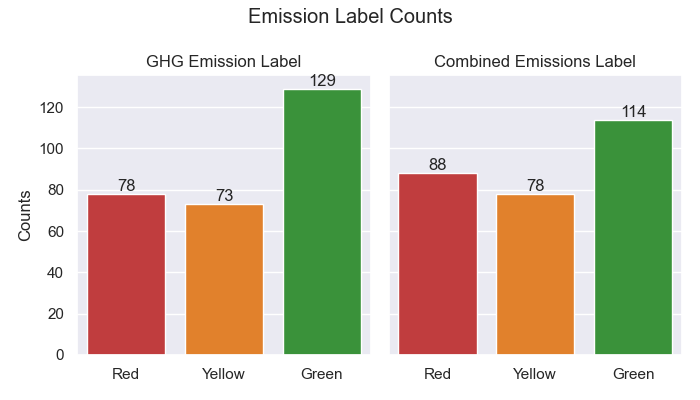 Emission Label Counts
GHG Emission Label
Combined Emissions Label
Counts
120
100
80
60
40
20
0
78
73
129
88
78
114
Red
Yellow
Green
Red
Yellow
Green